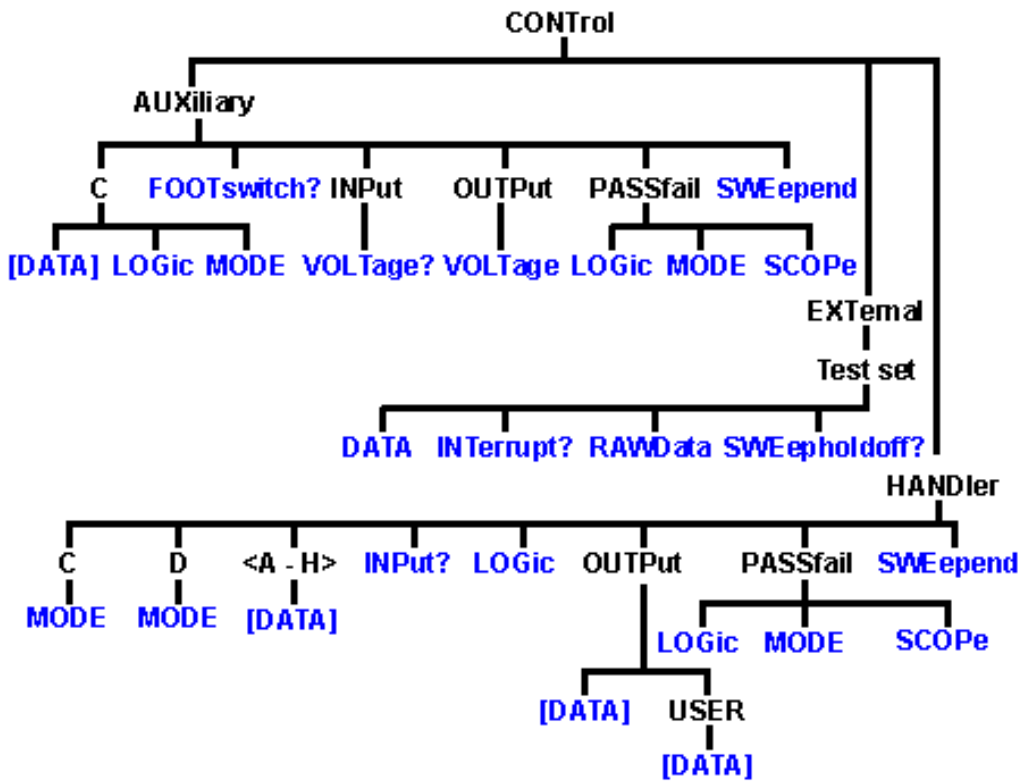 CONTrol
AUXiliary
C FOOTswitch? INPut OUTPut PASSfail SWEepend
[DATA] LOGic MODE VOLTage? VOLTage LOGic MODE SCOPe
EXTernal
Test set
DATA INTerrupt? RAWData SWEepholdoff?
HANDler
C D <A - H> INPut? LOGic OUTPut PASSfail SWEepend
MODE MODE [DATA]
LOGic MODE SCOPe
[DATA] USER
[DATA]